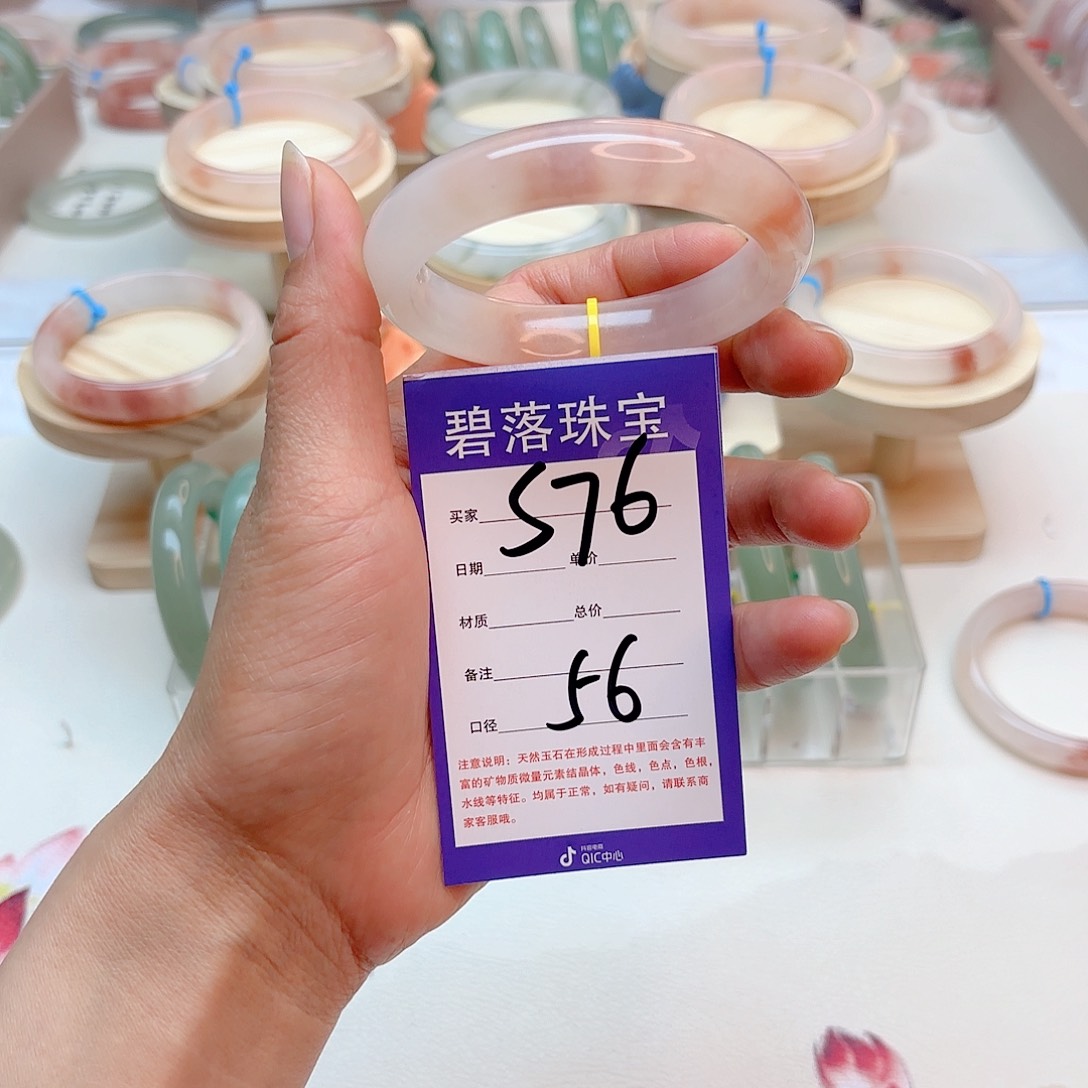 碧落珠宝
买家 576
日期 单价
材质 总价
备注
口径 56
注意说明：天然玉石在形成过程中里面会含有丰
富的矿物质微量元素结晶体，色线，色点，色根，
水线等特征。均属于正常，如有疑问，请联系商
家客服哦。
抖音电商
QIC中心